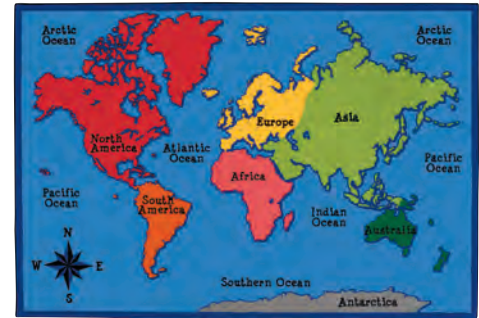 Arctic
Ocean
Arctic
Ocean
North
America
Atlantic
Ocean
Europe
Asia
Pacific
Ocean
Pacific
Ocean
South
America
Africa
Indian
Ocean
Australia
N
W
E
S
Southern Ocean
Antarctica